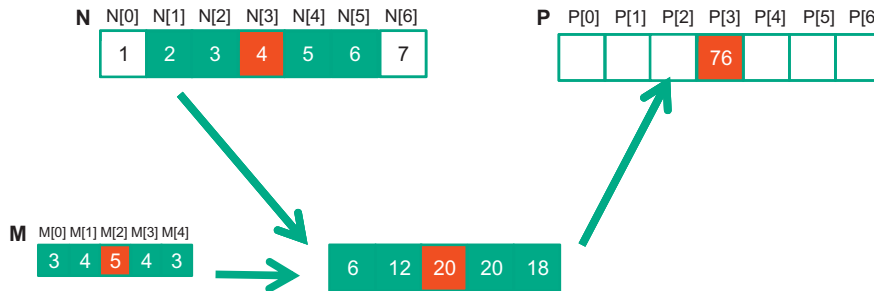 N N[0] N[1] N[2] N[3] N[4] N[5] N[6]
1 2 3 4 5 6 7
P P[0] P[1] P[2] P[3] P[4] P[5] P[6
76
M M[0] M[1] M[2] M[3] M[4]
3 4 5 4 3
6 12 20 20 18